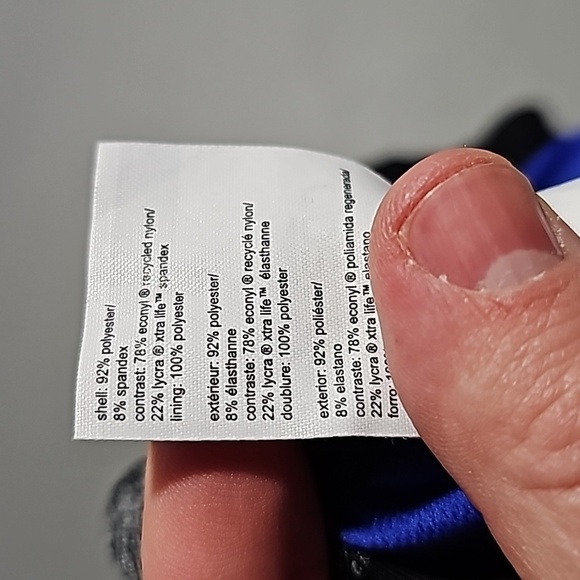 shell: 92% polyester/
8% spandex
contrast: 78% econyl ® recycled nylon/
22% lycra ® xtra life™ spandex
lining: 100% polyester
extérieur: 92% polyester/
8% élasthanne
contraste: 78% econyl ® recyclé nylon/
22% lycra ® xtra life™ élasthanne
doublure: 100% polyester
exterior: 92% poliéster/
8% elastano
contraste: 78% econyl ® poliamida regenerada/
22% lycra ® xtra life™ elastano
forro: